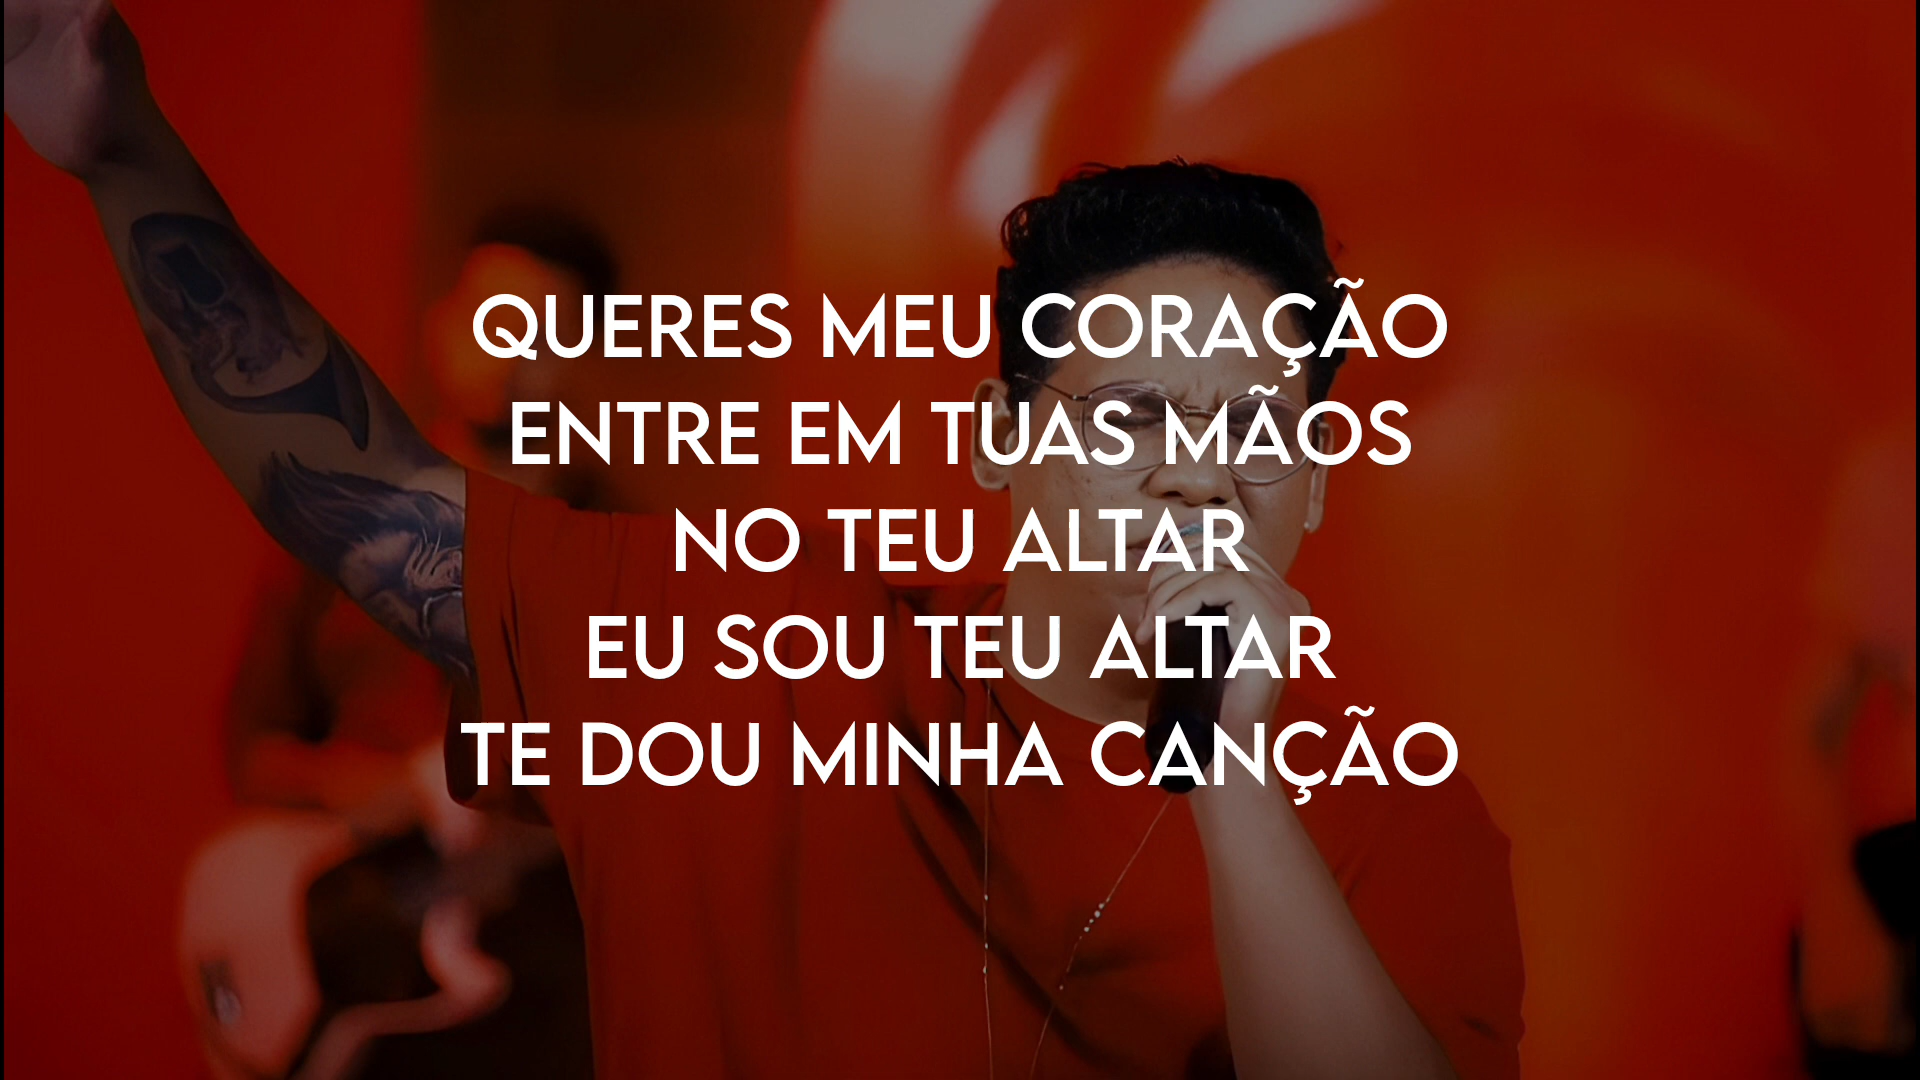 QUERES MEU CORAÇÃO
ENTRE EM TUAS MÃOS
NO TEU ALTAR
EU SOU TEU ALTAR
TE DOU MINHA CANÇÃO